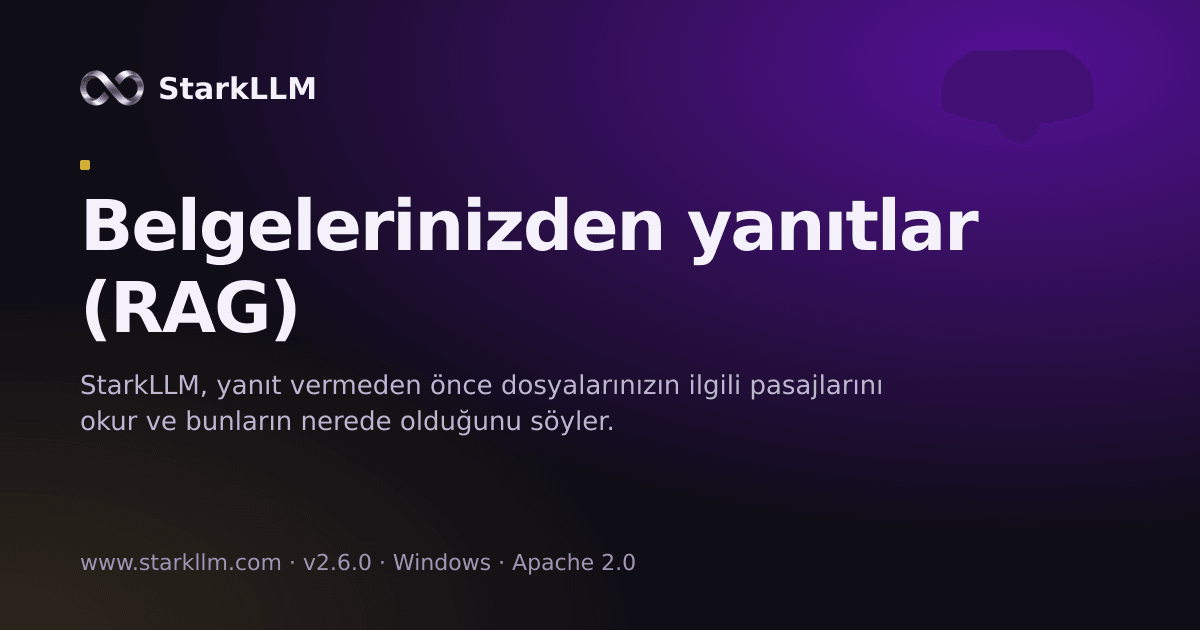 StarkLLM
Belgelerinizden yanıtlar
(RAG)
StarkLLM, yanıt vermeden önce dosyalarınızın ilgili pasajlarını
okur ve bunların nerede olduğunu söyler.
www.starkllm.com · v2.6.0 · Windows · Apache 2.0